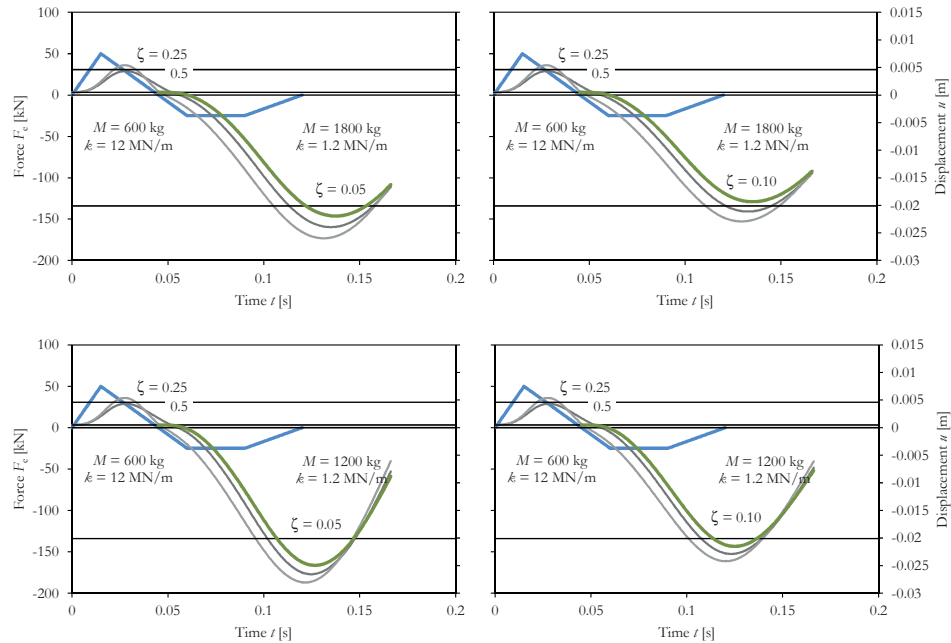 100
50
0
-50
-100
-150
-200
Force Fe [kN]
ζ = 0.25
0.5
M = 600 kg
k = 12 MN/m
M = 1800 kg
k = 1.2 MN/m
ζ = 0.05
0
0.05
0.1
0.15
0.2
Time t [s]
ζ = 0.25
0.5
M = 600 kg
k = 12 MN/m
M = 1800 kg
k = 1.2 MN/m
ζ = 0.10
0.015
0.01
0.005
0
-0.005
-0.01
-0.015
-0.02
-0.025
-0.03
Displacement u [m]
0
0.05
0.1
0.15
0.2
Time t [s]
100
50
0
-50
-100
-150
-200
Force Fe [kN]
ζ = 0.25
0.5
M = 600 kg
k = 12 MN/m
M = 1200 kg
k = 1.2 MN/m
ζ = 0.05
0
0.05
0.1
0.15
0.2
Time t [s]
ζ = 0.25
0.5
M = 600 kg
k = 12 MN/m
M = 1200 kg
k = 1.2 MN/m
ζ = 0.10
0.015
0.01
0.005
0
-0.005
-0.01
-0.015
-0.02
-0.025
-0.03
Displacement u [m]
0
0.05
0.1
0.15
0.2
Time t [s]